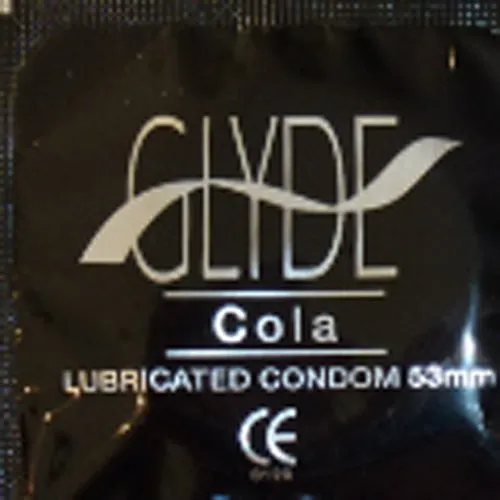 GLYDE
Cola
LUBRICATED CONDOM 53mm
CE